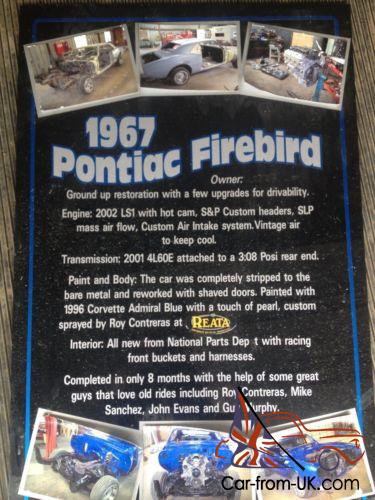 1967
Pontiac Firebird
Owner:
Ground up restoration with a few upgrades for drivability.
Engine: 2002 LS1 with hot cam, S&P Custom headers, SLP
mass air flow, Custom Air Intake system.Vintage air
to keep cool.
Transmission: 2001 4L60E attached to a 3:08 Posi rear end.
Paint and Body: The car was completely stripped to the
bare metal and reworked with shaved doors. Painted with
1996 Corvette Admiral Blue with a touch of pearl, custom
sprayed by Roy Contreras at REATA
Interior: All new from National Parts Dep t with racing
front buckets and harnesses.
Completed in only 8 months with the help of some great
guys that love old rides including Roy Contreras, Mike
Sanchez, John Evans and Murphy.
Car-from-UK.com